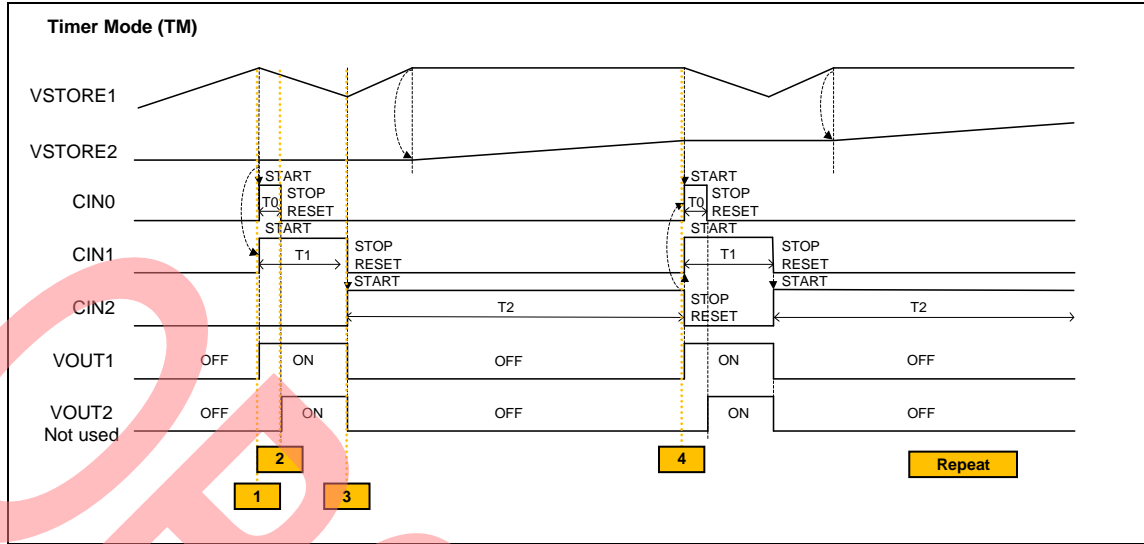 Timer Mode (TM)
VSTORE1
VSTORE2
START
CIN0
T0
STOP
RESET
START
CIN1
T1
STOP
RESET
START
CIN2
T2
START
T0
STOP
RESET
START
T1
STOP
RESET
START
STOP
RESET
T2
VOUT1
OFF
ON
OFF
ON
OFF
VOUT2
Not used
OFF
ON
OFF
ON
OFF
2
4
Repeat
1
3